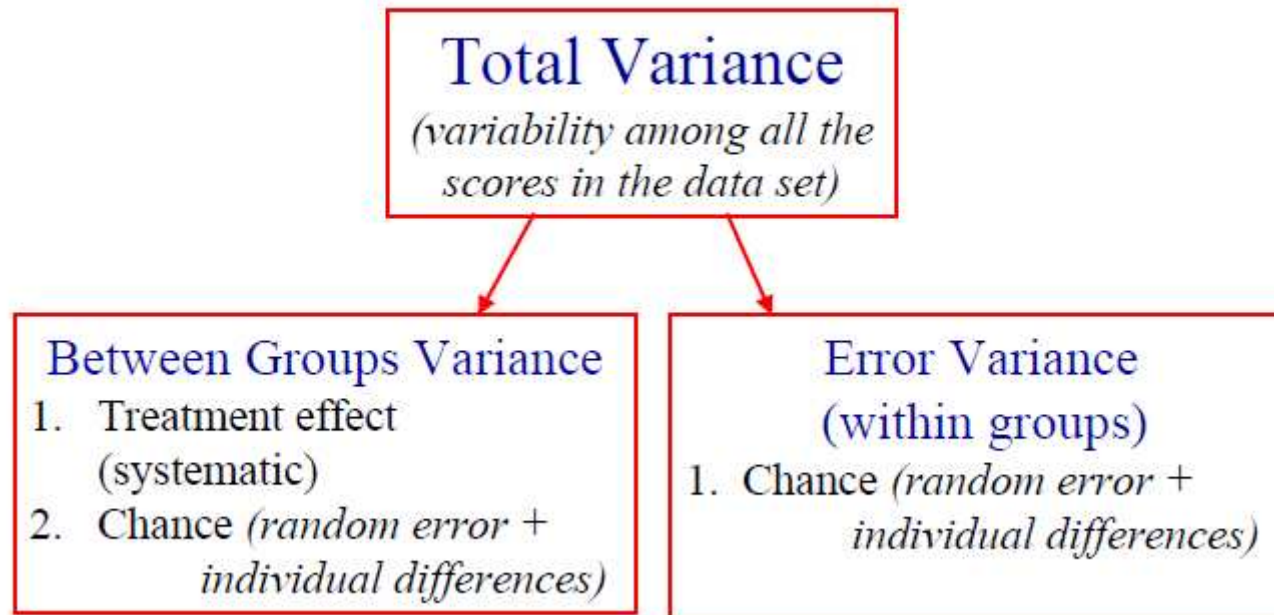 Total Variance
(variability among all the
scores in the data set)
Between Groups Variance
1. Treatment effect
(systematic)
2. Chance (random error +
individual differences)
Error Variance
(within groups)
1. Chance (random error +
individual differences)